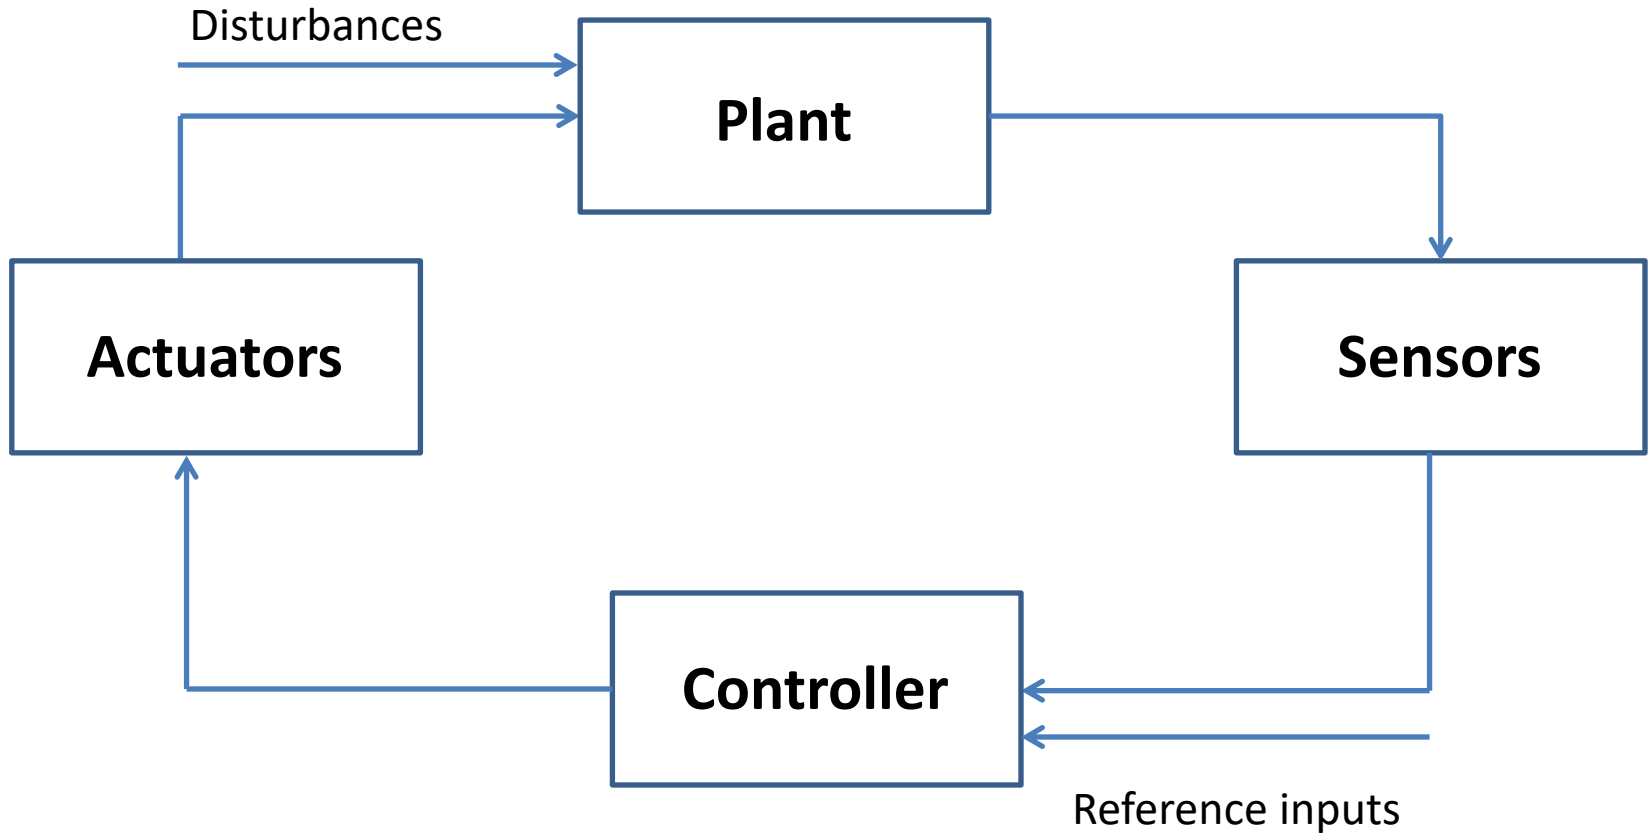 Disturbances
Plant
Actuators
Sensors
Controller
Reference inputs